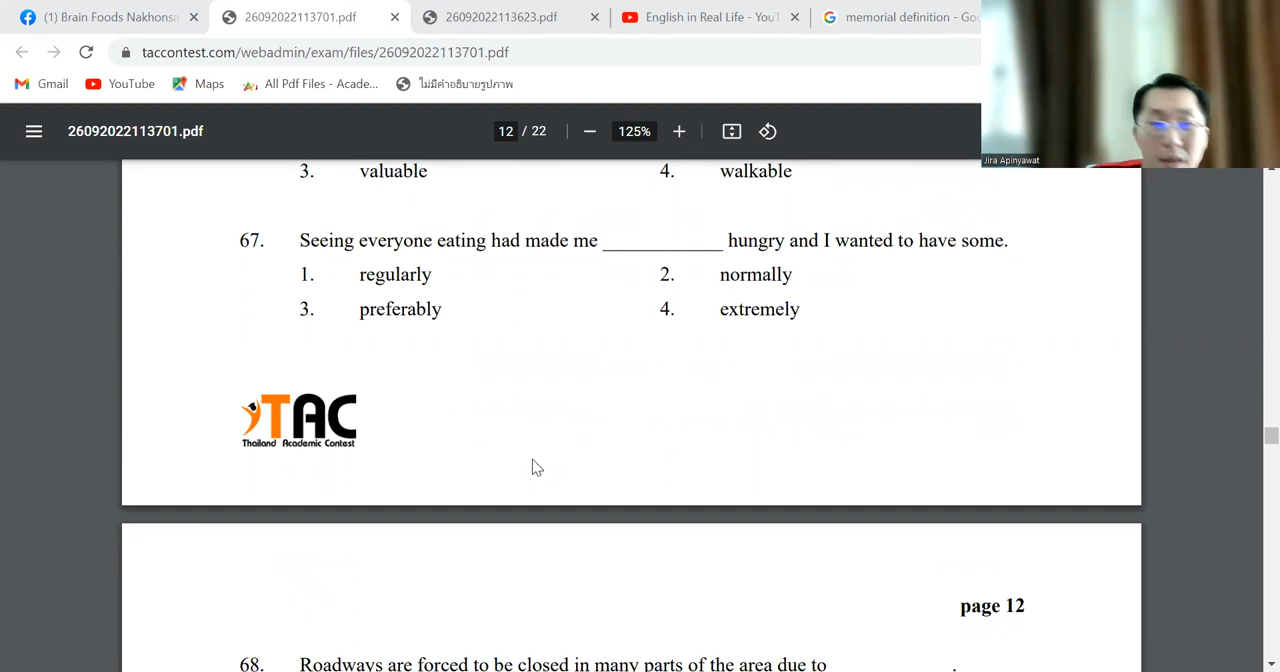 (1) Brain Foods Nakhonsa
26092022113701.pdf
26092022113623.pdf
English in Real Life - YouT
memorial definition - Goo
taccontest.com/webadmin/exam/files/26092022113701.pdf
Gmail
YouTube
Maps
All Pdf Files - Acade...
ไม่มีคำอธิบายรูปภาพ
26092022113701.pdf
12 / 22
125%
Jira Apinyawat
3. valuable 4. walkable
67. Seeing everyone eating had made me ____________ hungry and I wanted to have some.
1. regularly 2. normally
3. preferably 4. extremely
TAC
Thailand Academic Contest
page 12
68. Roadways are forced to be closed in many parts of the area due to ____________.